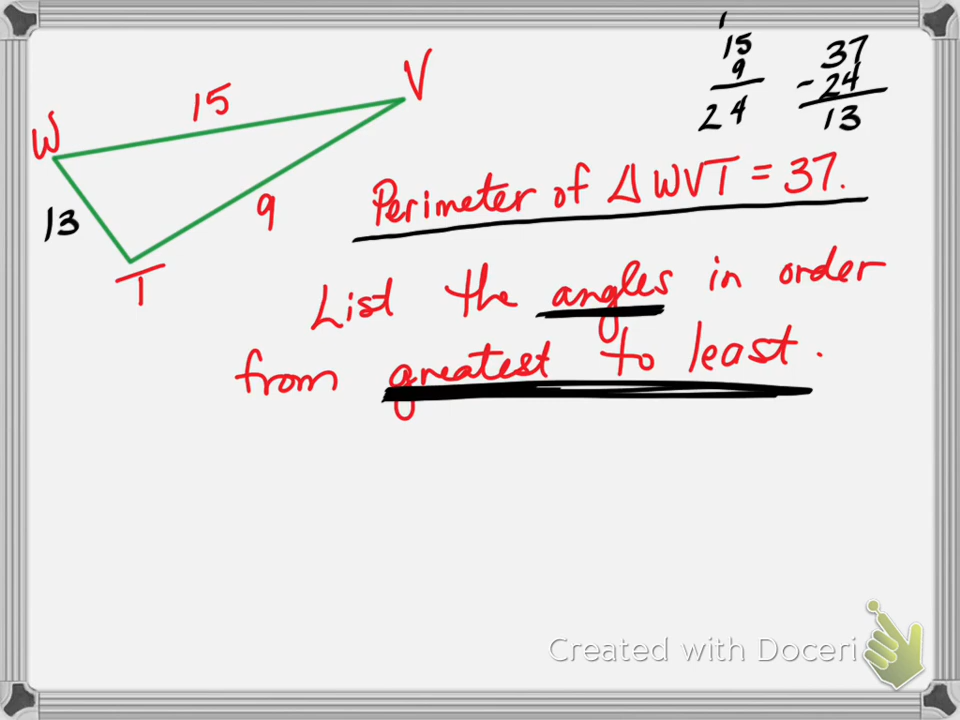 W
15
V
13
9
T
15
9
24
37
- 24
13
Perimeter of Δ WVT = 37.
List the angles in order
from greatest to least.
Created with Doceri